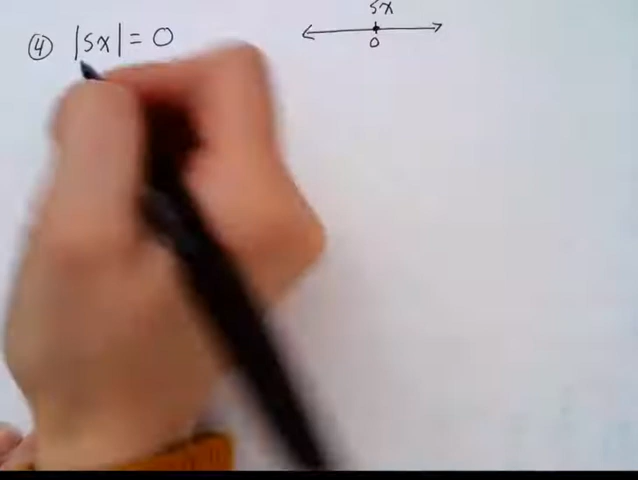 ④ |5x| = 0
5x
0